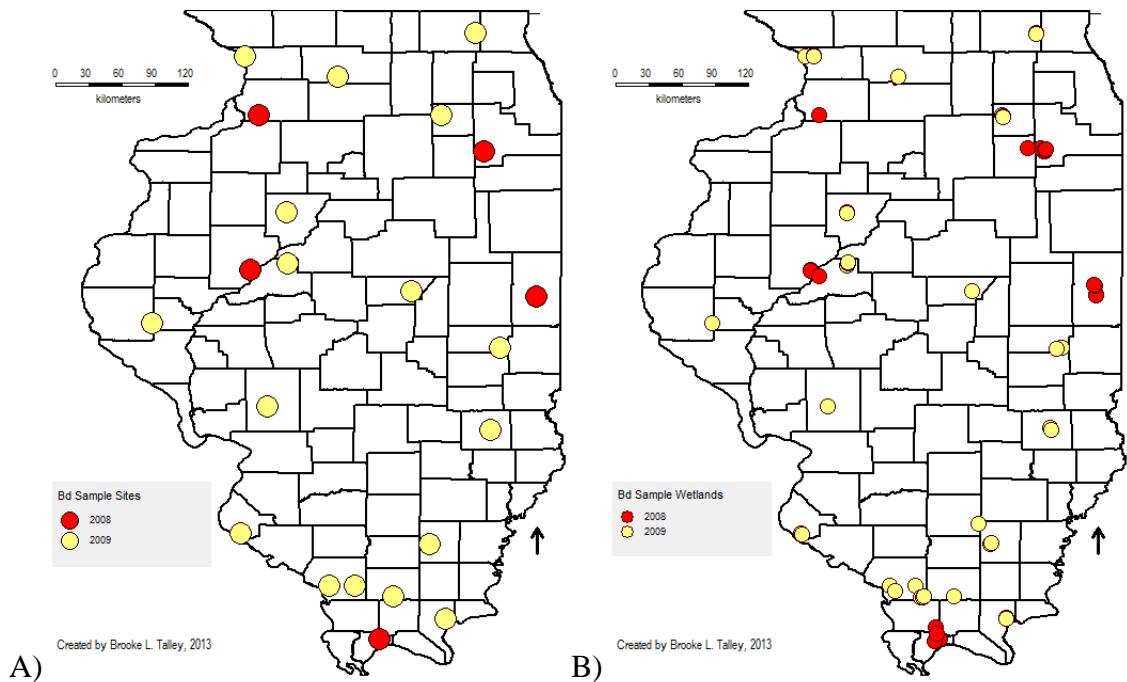 0 30 60 90 120
kilometers
Bd Sample Sites
2008
2009
Created by Brooke L. Talley, 2013
A)
0 30 60 90 120
kilometers
Bd Sample Wetlands
2008
2009
Created by Brooke L. Talley, 2013
B)